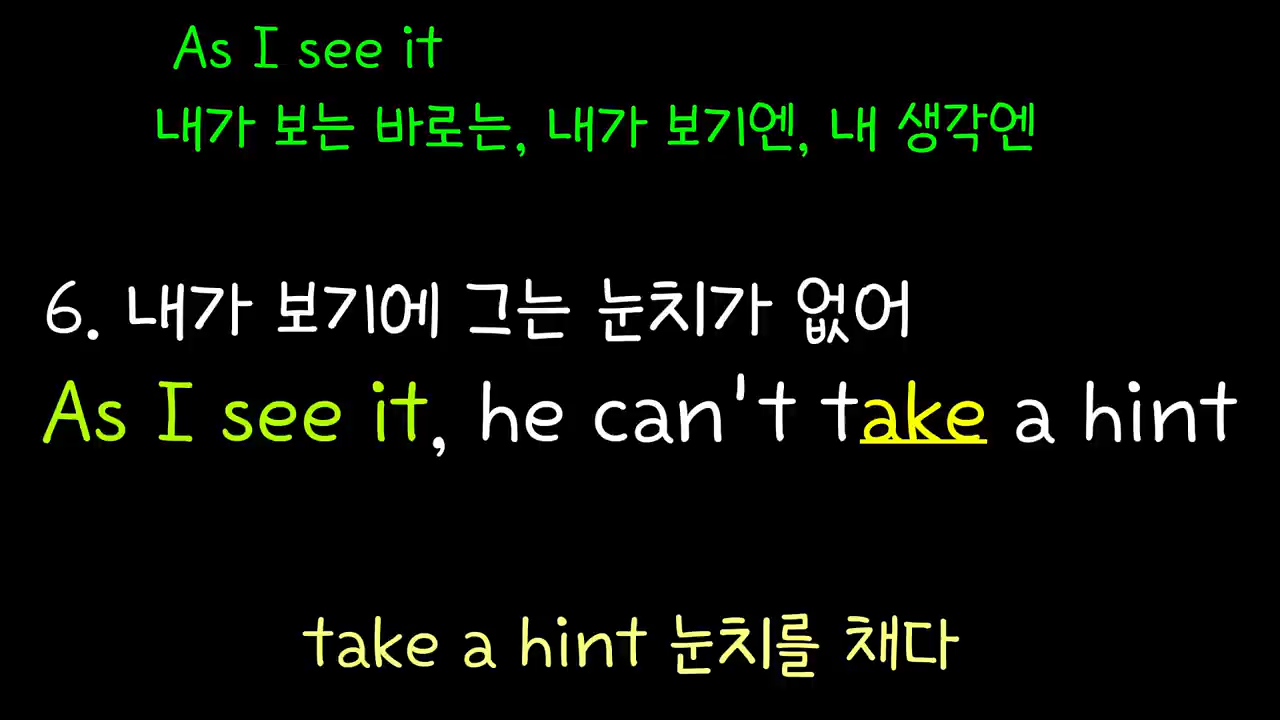 As I see it
내가 보는 바로는, 내가 보기엔, 내 생각엔
6. 내가 보기에 그는 눈치가 없어
As I see it, he can't take a hint
take a hint 눈치를 채다